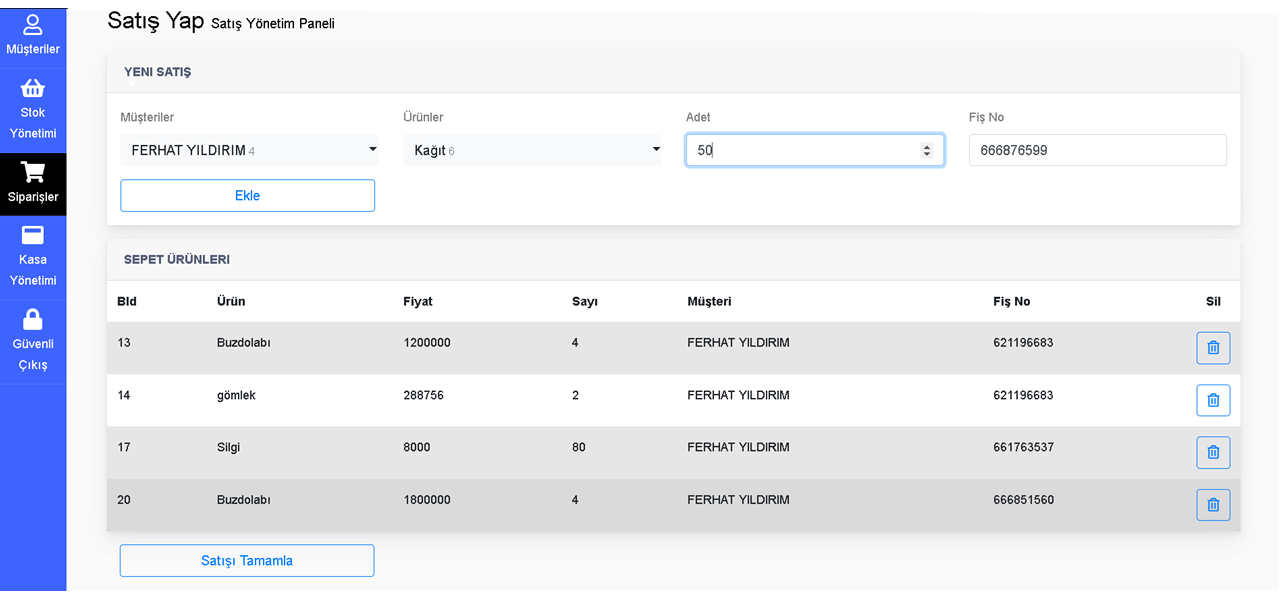 Satış Yap Satış Yönetim Paneli
Müşteriler
Stok
Yönetimi
Siparişler
Kasa
Yönetimi
Güvenli
Çıkış
YENI SATIŞ
Müşteriler Ürünler Adet Fiş No
FERHAT YILDIRIM 4 Kağıt 6 50 666876599
Ekle
SEPET ÜRÜNLERI
BId Ürün Fiyat Sayı Müşteri Fiş No Sil
13 Buzdolabı 1200000 4 FERHAT YILDIRIM 621196683
14 gömlek 288756 2 FERHAT YILDIRIM 621196683
17 Silgi 8000 80 FERHAT YILDIRIM 661763537
20 Buzdolabı 1800000 4 FERHAT YILDIRIM 666851560
Satışı Tamamla